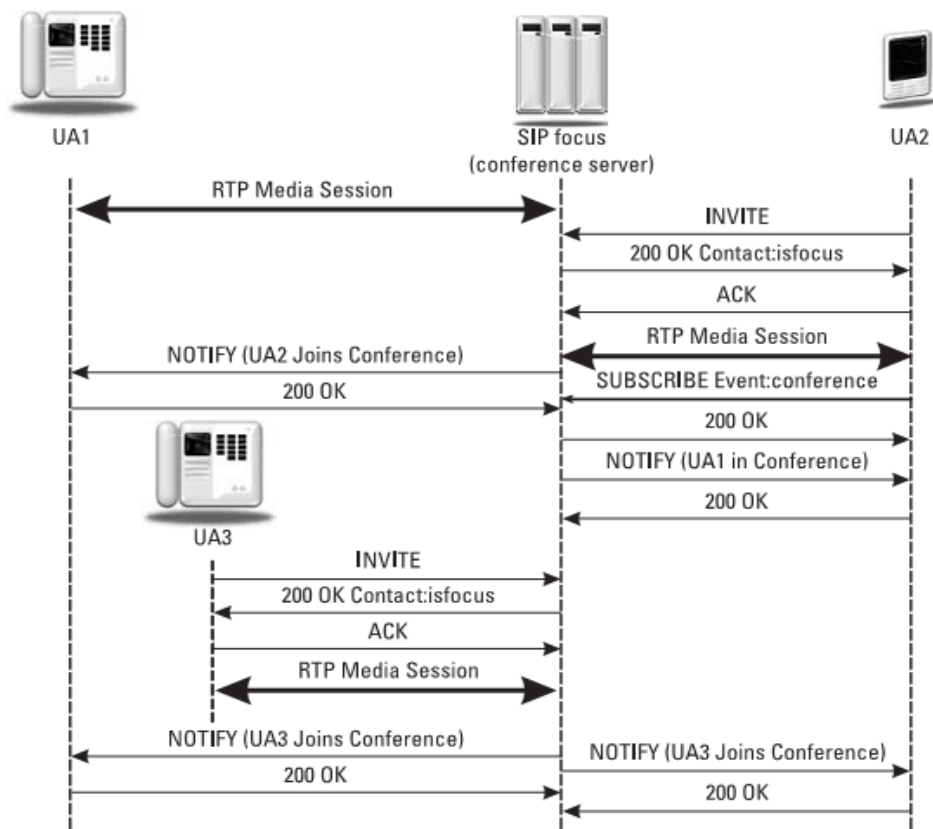 UA1
SIP focus
(conference server)
UA2
RTP Media Session
INVITE
200 OK Contact:isfocus
ACK
RTP Media Session
NOTIFY (UA2 Joins Conference)
SUBSCRIBE Event:conference
200 OK
200 OK
NOTIFY (UA1 in Conference)
200 OK
UA3
INVITE
200 OK Contact:isfocus
ACK
RTP Media Session
NOTIFY (UA3 Joins Conference)
NOTIFY (UA3 Joins Conference)
200 OK
200 OK